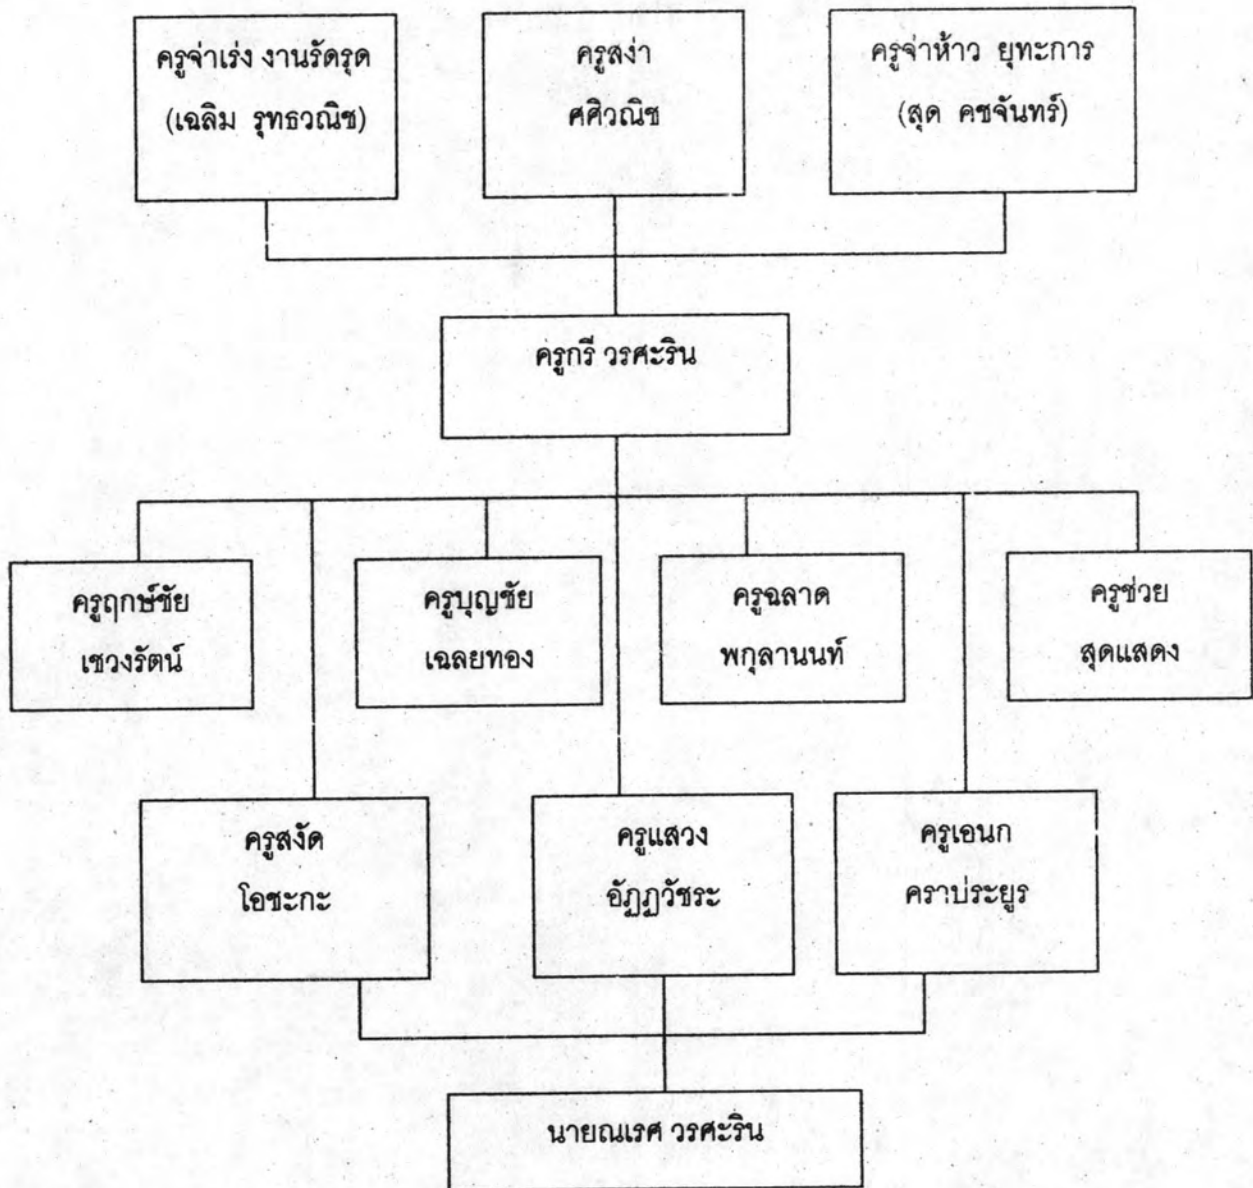 ครูจ่าเร่ง งานรัดรุด
(เฉลิม รุทธวณิช)
ครูสง่า
ศศิวณิช
ครูจ่าห้าว ยุทะการ
(สุด คชจันทร์)
ครูกรี วรศะริน
ครูฤกษ์ชัย
เชวงรัตน์
ครูบุญชัย
เฉลยทอง
ครูฉลาด
พกุลานนท์
ครูช่วย
สุดแสดง
ครูสงัด
โอชะกะ
ครูแสวง
อัฏฏวัชระ
ครูเอนก
คราประยูร
นายณเรศ วรศะริน